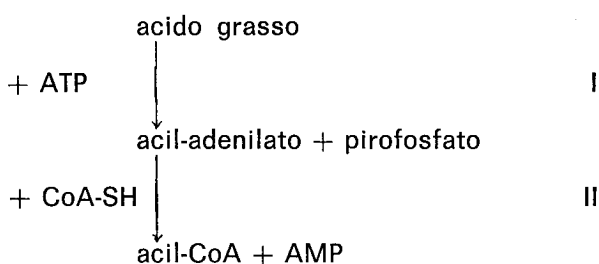 acido grasso
+ ATP I
acil-adenilato + pirofosfato
+ CoA-SH II
acil-CoA + AMP